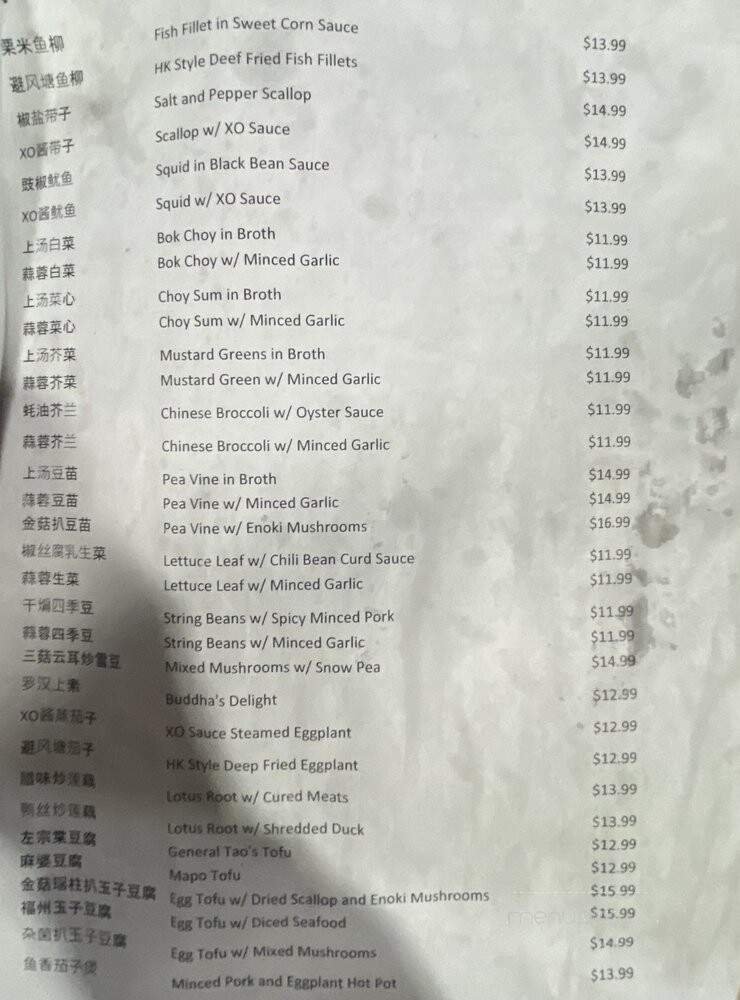 粟米鱼柳 Fish Fillet in Sweet Corn Sauce $13.99
避风塘鱼柳 HK Style Deef Fried Fish Fillets $13.99
椒盐带子 Salt and Pepper Scallop $14.99
XO酱带子 Scallop w/ XO Sauce $14.99
豉椒鱿鱼 Squid in Black Bean Sauce $13.99
XO酱鱿鱼 Squid w/ XO Sauce $13.99
上汤白菜 Bok Choy in Broth $11.99
蒜蓉白菜 Bok Choy w/ Minced Garlic $11.99
上汤菜心 Choy Sum in Broth $11.99
蒜蓉菜心 Choy Sum w/ Minced Garlic $11.99
上汤芥菜 Mustard Greens in Broth $11.99
蒜蓉芥菜 Mustard Green w/ Minced Garlic $11.99
蚝油芥兰 Chinese Broccoli w/ Oyster Sauce $11.99
蒜蓉芥兰 Chinese Broccoli w/ Minced Garlic $11.99
上汤豆苗 Pea Vine in Broth $14.99
蒜蓉豆苗 Pea Vine w/ Minced Garlic $14.99
金菇扒豆苗 Pea Vine w/ Enoki Mushrooms $16.99
椒丝腐乳生菜 Lettuce Leaf w/ Chili Bean Curd Sauce $11.99
蒜蓉生菜 Lettuce Leaf w/ Minced Garlic $11.99
干煸四季豆 String Beans w/ Spicy Minced Pork $11.99
蒜蓉四季豆 String Beans w/ Minced Garlic $11.99
三菇云耳炒雪豆 Mixed Mushrooms w/ Snow Pea $14.99
罗汉上素 Buddha's Delight $12.99
XO酱蒸茄子 XO Sauce Steamed Eggplant $12.99
避风塘茄子 HK Style Deep Fried Eggplant $12.99
腊味炒莲藕 Lotus Root w/ Cured Meats $13.99
鸭丝炒莲藕 Lotus Root w/ Shredded Duck $13.99
左宗棠豆腐 General Tao's Tofu $12.99
麻婆豆腐 Mapo Tofu $12.99
金菇瑶柱扒玉子豆腐 Egg Tofu w/ Dried Scallop and Enoki Mushrooms $15.99
福州玉子豆腐 Egg Tofu w/ Diced Seafood $15.99
杂菌扒玉子豆腐 Egg Tofu w/ Mixed Mushrooms $14.99
鱼香茄子煲 Minced Pork and Eggplant Hot Pot $13.99